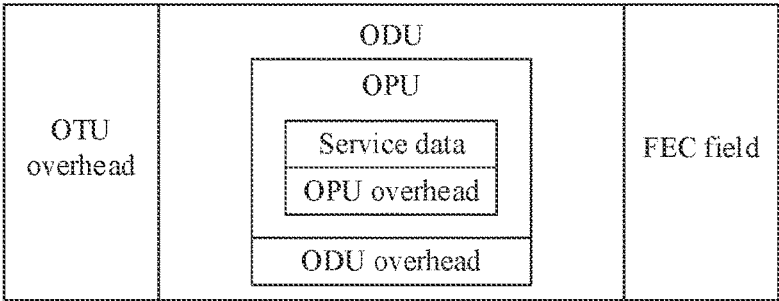 ODU
OPU
OTU
overhead
Service data
OPU overhead
FEC field
ODU overhead